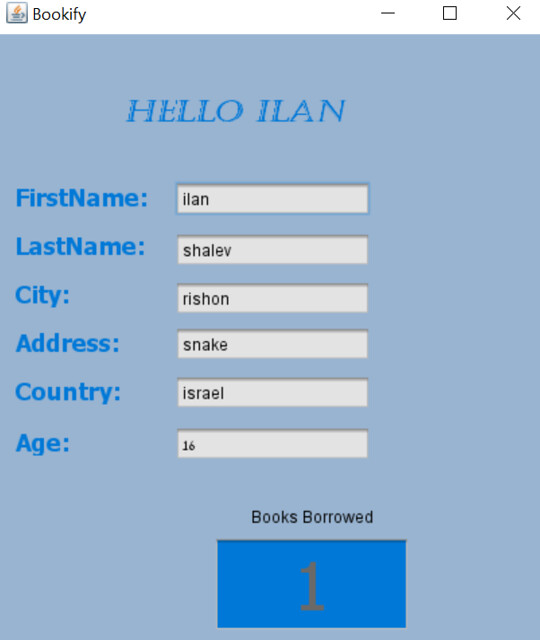 Bookify
HELLO ILAN
FirstName: ilan
LastName: shalev
City: rishon
Address: snake
Country: israel
Age: 16
Books Borrowed
1